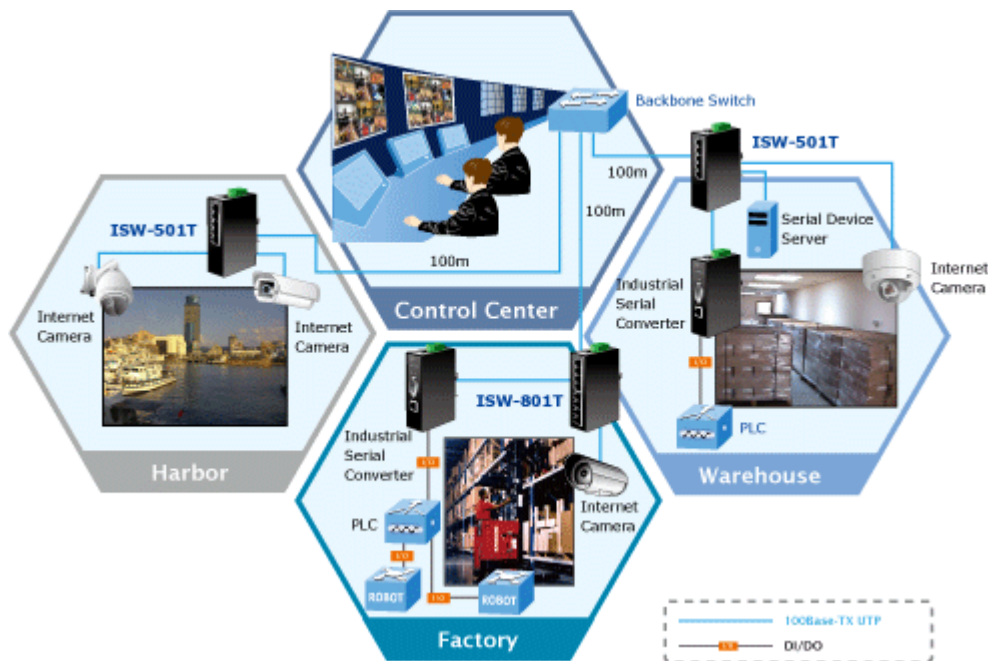 Backbone Switch
ISW-501T
100m
100m
Serial Device
Server
Internet
Camera
Industrial
Serial
Converter
I/O
PLC
Warehouse
ISW-501T
100m
Internet
Camera
Internet
Camera
Harbor
Control Center
ISW-801T
Industrial
Serial
Converter
I/O
PLC
I/O
ROBOT
I/O
ROBOT
Internet
Camera
Factory
100Base-TX UTP
I/O
DI/DO